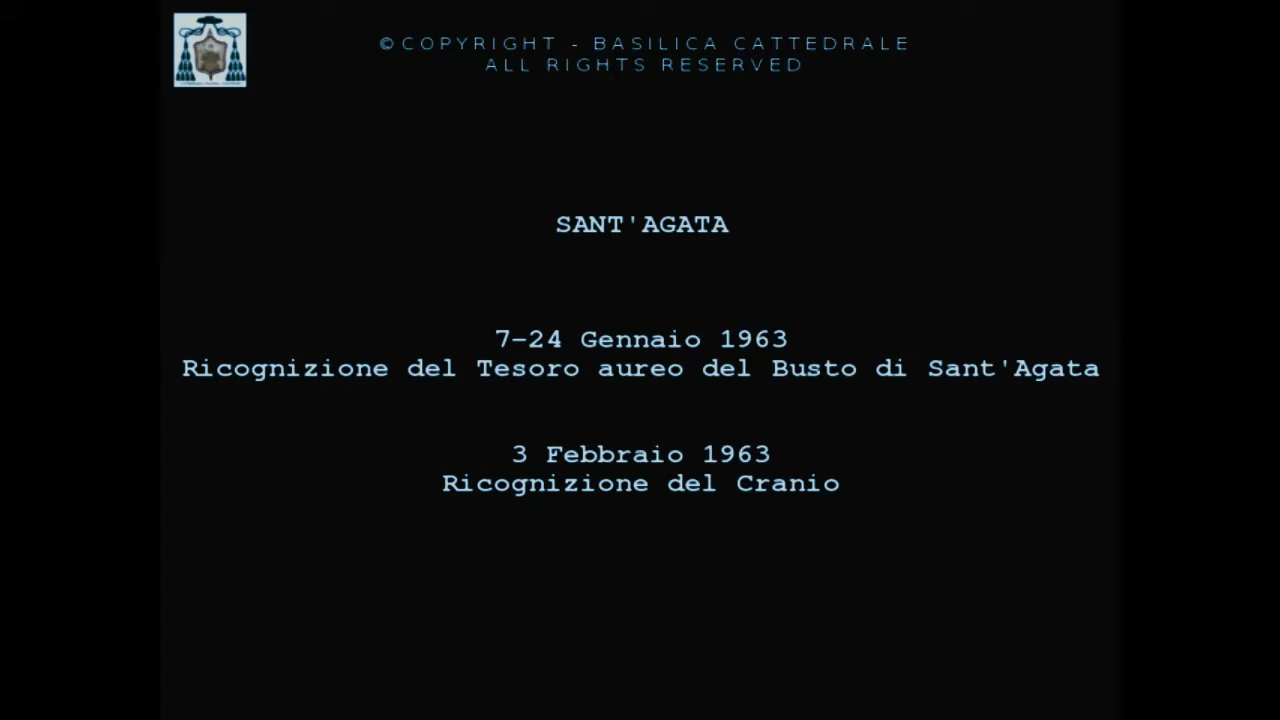 ©COPYRIGHT - BASILICA CATTEDRALE
ALL RIGHTS RESERVED
SANT'AGATA
7-24 Gennaio 1963
Ricognizione del Tesoro aureo del Busto di Sant'Agata
3 Febbraio 1963
Ricognizione del Cranio